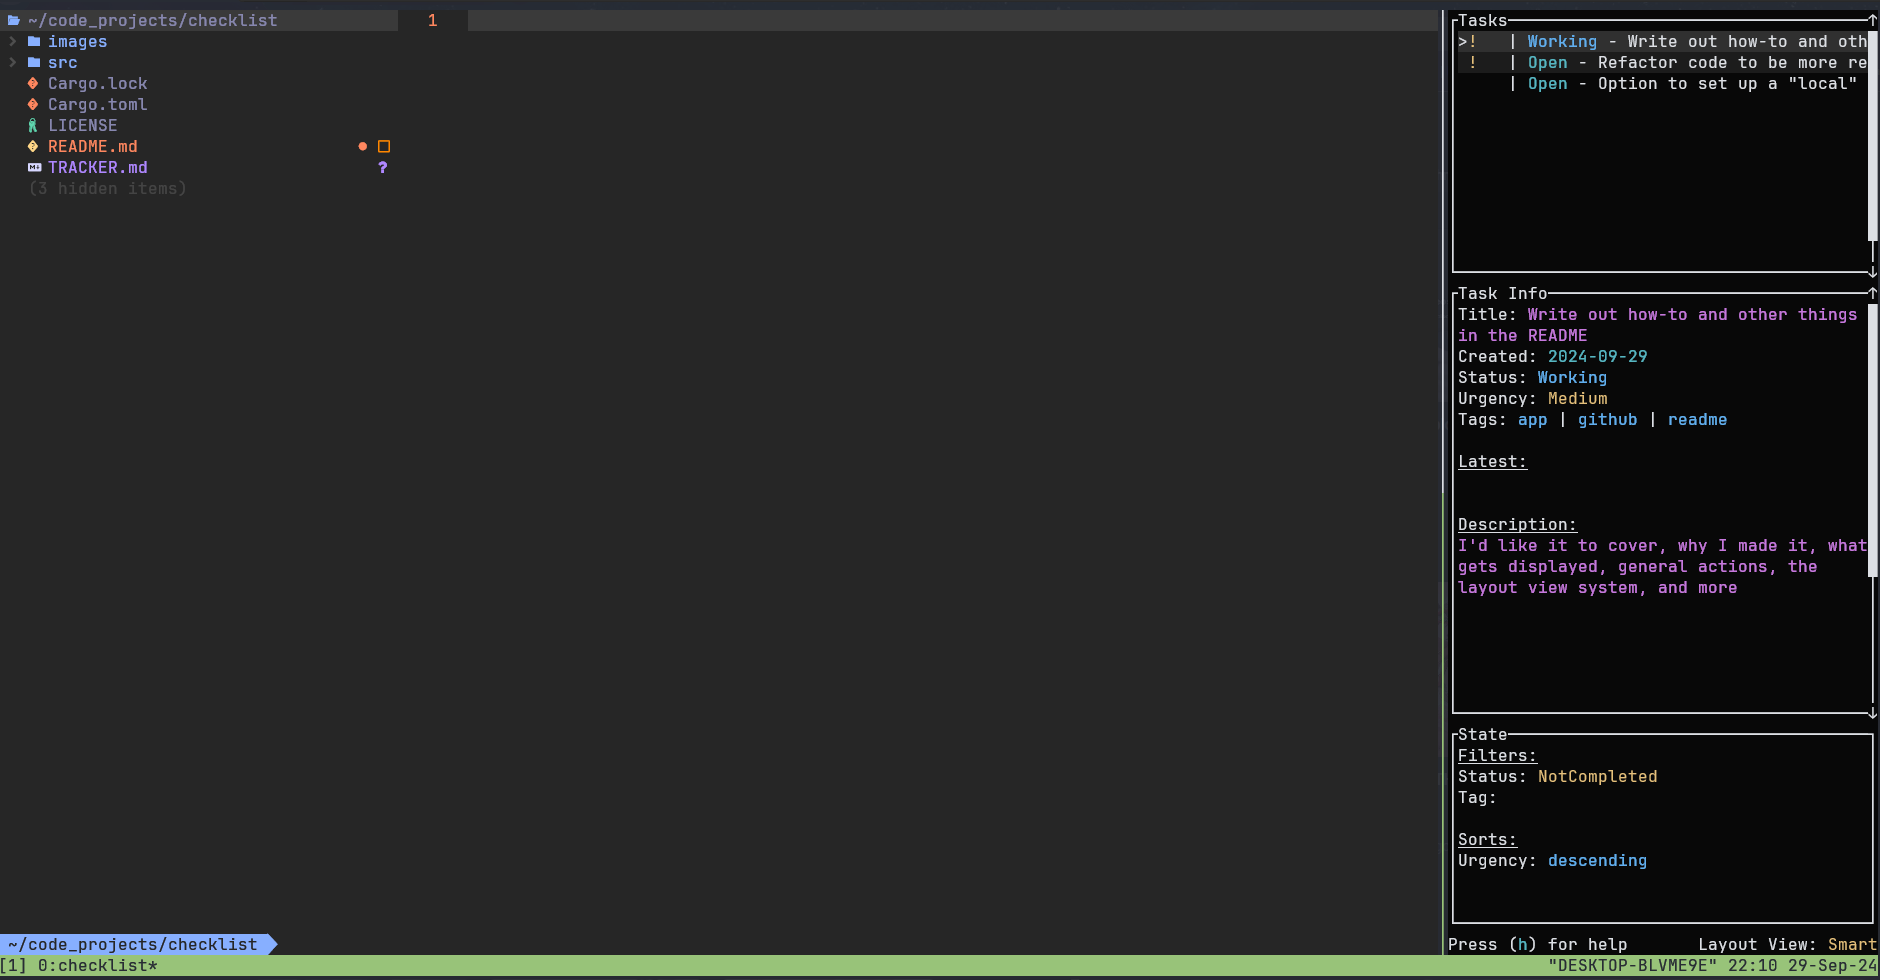 ~/code_projects/checklist
images
src
Cargo.lock
Cargo.toml
LICENSE
README.md
TRACKER.md ?
(3 hidden items)
1
Tasks
>! | Working - Write out how-to and oth
! | Open - Refactor code to be more re
| Open - Option to set up a "local"
Task Info
Title: Write out how-to and other things
in the README
Created: 2024-09-29
Status: Working
Urgency: Medium
Tags: app | github | readme
Latest:
Description:
I'd like it to cover, why I made it, what
gets displayed, general actions, the
layout view system, and more
State
Filters:
Status: NotCompleted
Tag:
Sorts:
Urgency: descending
Press (h) for help Layout View: Smart
~/code_projects/checklist
[1] 0:checklist* "DESKTOP-BLVME9E" 22:10 29-Sep-24